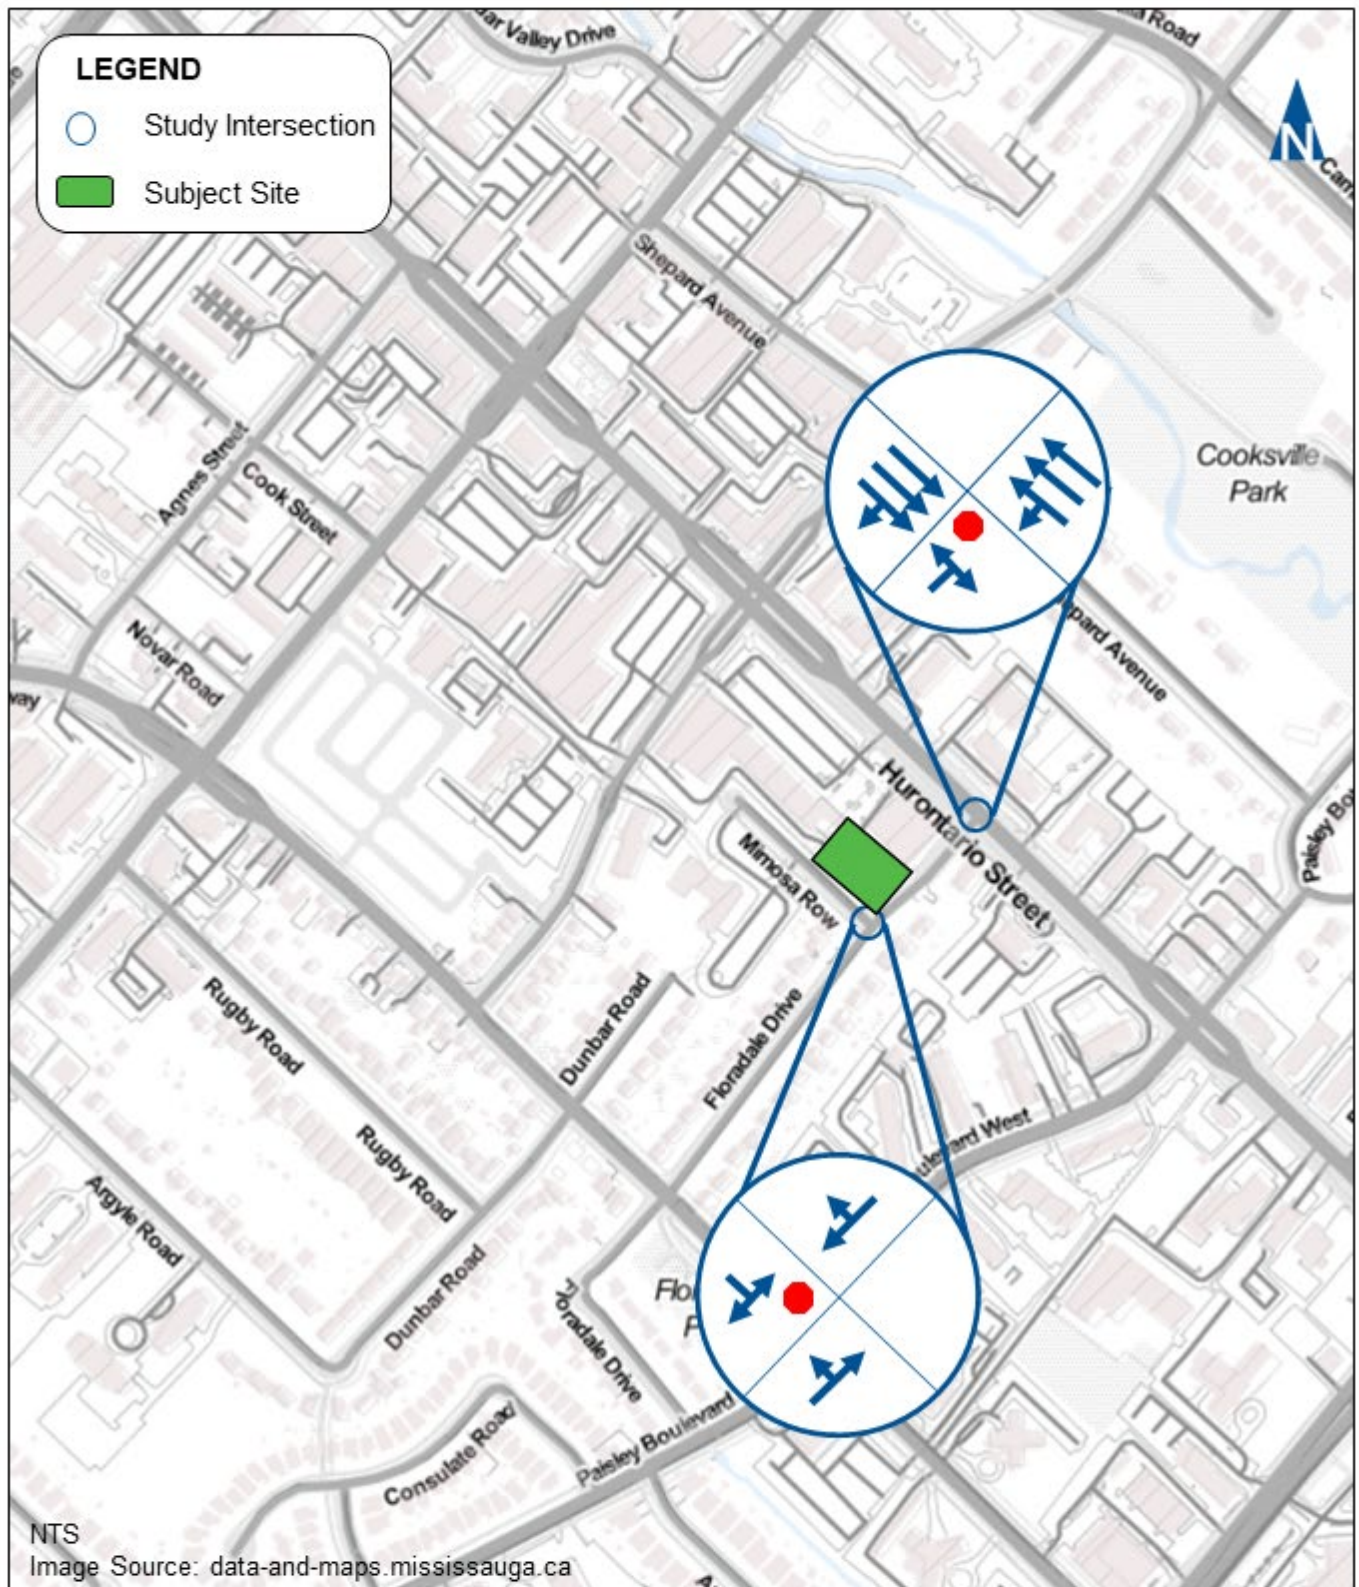 LEGEND
Study Intersection
Subject Site
N
Shepard Avenue
Cooksville
Park
Agnes Street
Cook Street
Novar Road
Hurontario Street
Mimosa Row
Rugby Road
Dunbar Road
Floradale Drive
Rugby Road
Argyle Road
Dunbar Road
Floradale Drive
Consulate Road
Paisley Boulevard
NTS
Image Source: data-and-maps.mississauga.ca